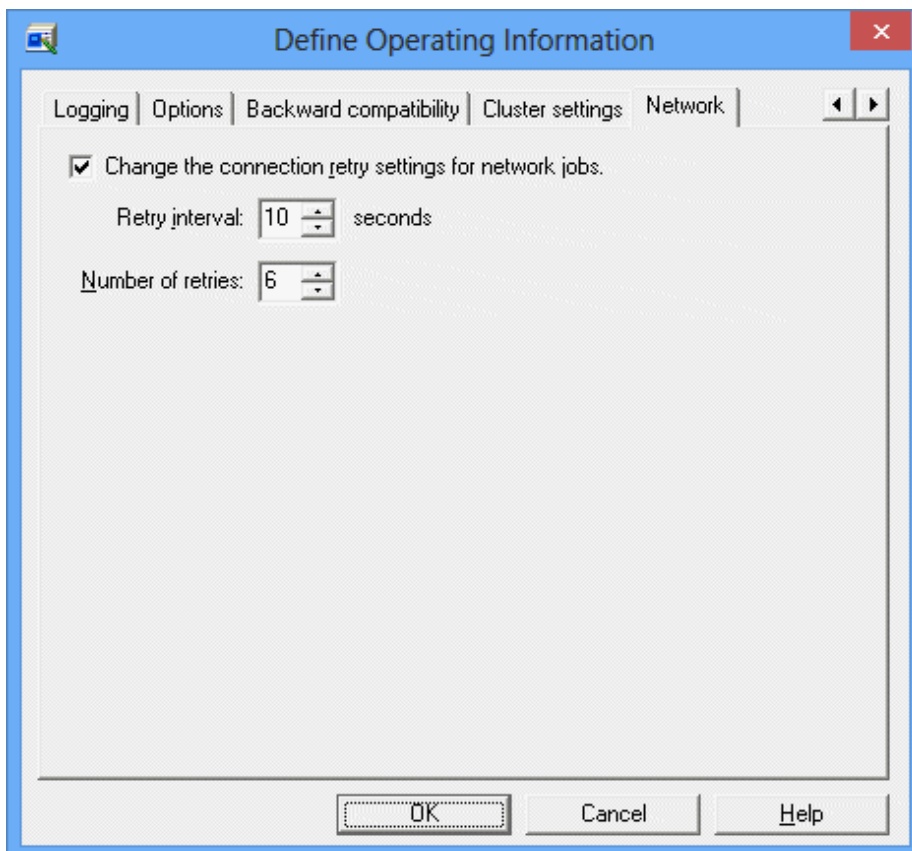 Define Operating Information
Logging Options Backward compatibility Cluster settings Network
Change the connection retry settings for network jobs.
Retry interval: 10 seconds
Number of retries: 6
OK Cancel Help